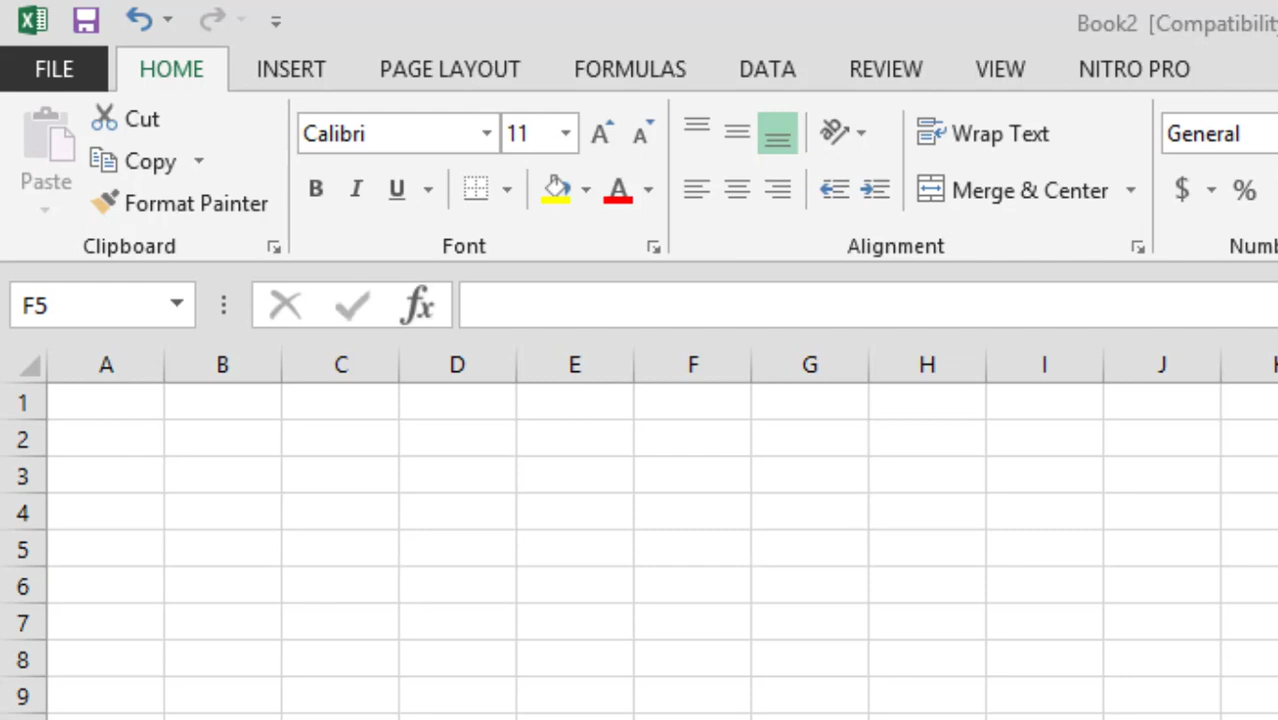 Book2 [Compatibility
FILE HOME INSERT PAGE LAYOUT FORMULAS DATA REVIEW VIEW NITRO PRO
Cut
Calibri 11 A A Wrap Text General
Copy
Paste B I U A Merge & Center $ %
Format Painter
Clipboard Font Alignment Numb
F5 fx
A B C D E F G H I J K
1
2
3
4
5
6
7
8
9